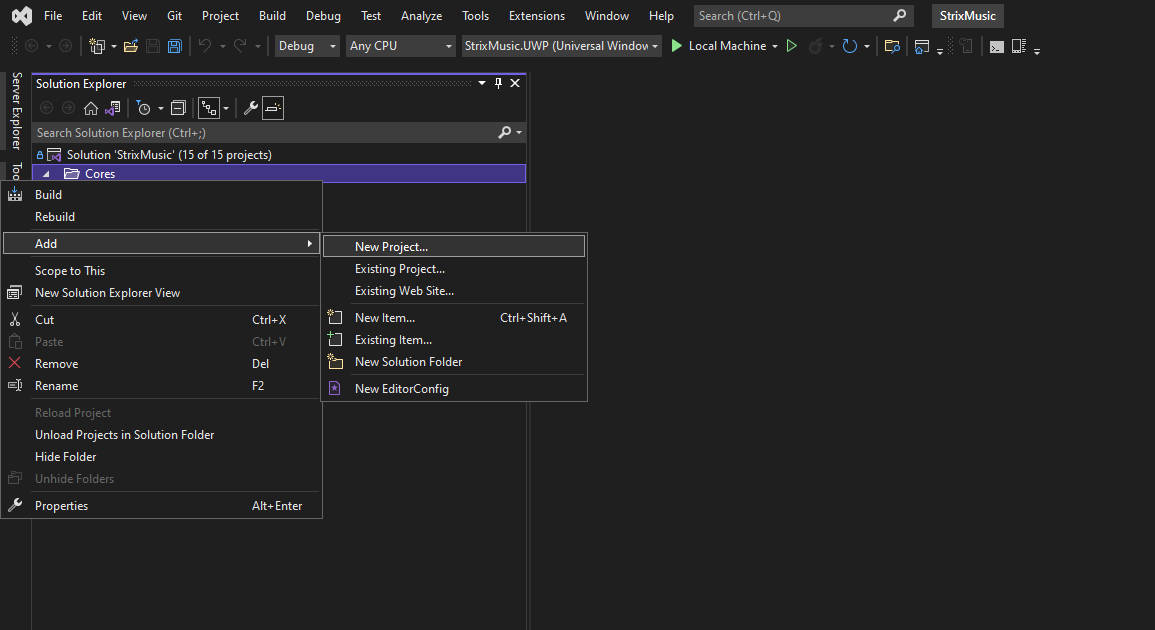 File Edit View Git Project Build Debug Test Analyze Tools Extensions Window Help Search (Ctrl+Q) StrixMusic
Debug Any CPU StrixMusic.UWP (Universal Window Local Machine
Server Explorer
Too
Solution Explorer
Search Solution Explorer (Ctrl+;)
Solution 'StrixMusic' (15 of 15 projects)
Cores
Build
Rebuild
Add
Scope to This
New Solution Explorer View
Cut Ctrl+X
Paste Ctrl+V
Remove Del
Rename F2
Reload Project
Unload Projects in Solution Folder
Hide Folder
Unhide Folders
Properties Alt+Enter
New Project...
Existing Project...
Existing Web Site...
New Item... Ctrl+Shift+A
Existing Item...
New Solution Folder
New EditorConfig